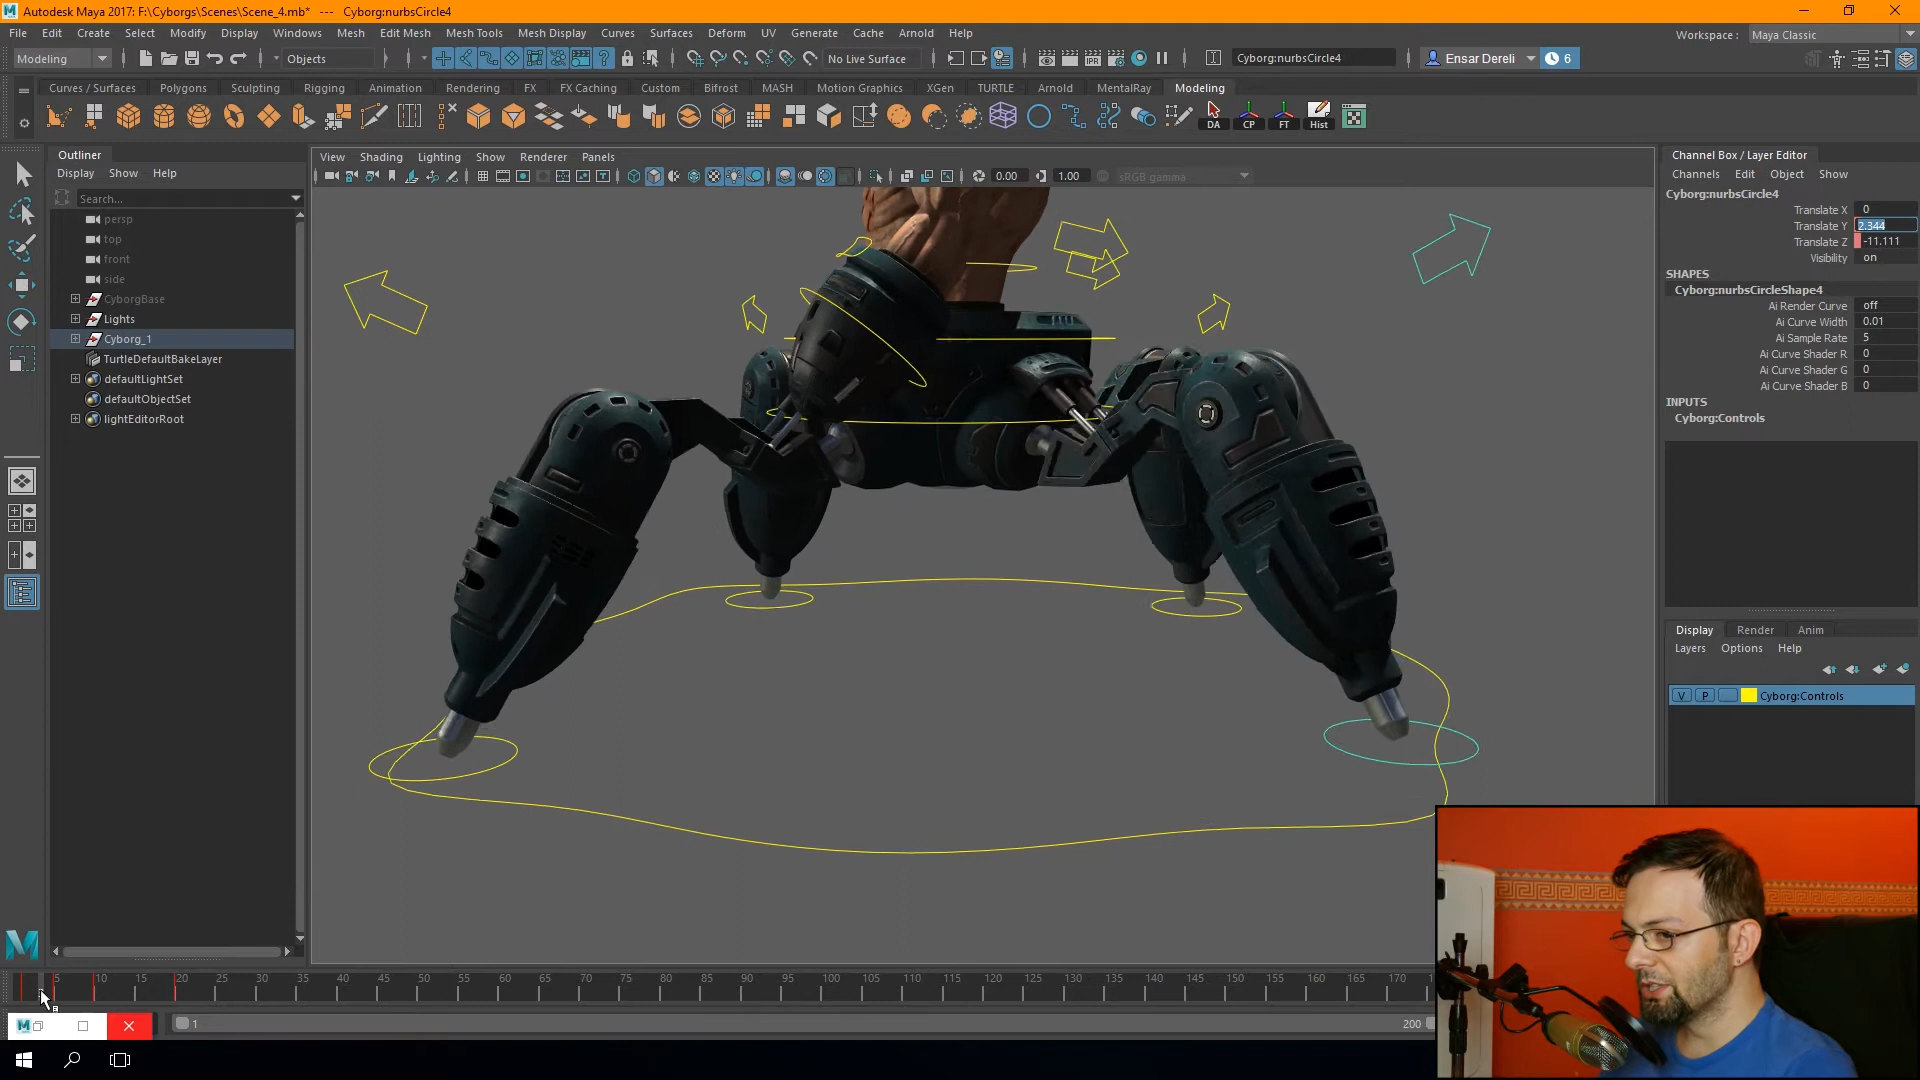 Autodesk Maya 2017: F:\Cyborgs\Scenes\Scene_4.mb* --- Cyborg:nurbsCircle4
File Edit Create Select Modify Display Windows Mesh Edit Mesh Mesh Tools Mesh Display Curves Surfaces Deform UV Generate Cache Arnold Help
Workspace : Maya Classic
Modeling Objects No Live Surface Cyborg:nurbsCircle4 Ensar Dereli 6
Curves / Surfaces Polygons Sculpting Rigging Animation Rendering FX FX Caching Custom Bifrost MASH Motion Graphics XGen TURTLE Arnold MentalRay Modeling
DA CP FT Hist
Outliner
Display Show Help
Search...
persp
top
front
side
CyborgBase
Lights
Cyborg_1
TurtleDefaultBakeLayer
defaultLightSet
defaultObjectSet
lightEditorRoot
View Shading Lighting Show Renderer Panels
0.00 1.00 sRGB gamma
Channel Box / Layer Editor
Channels Edit Object Show
Cyborg:nurbsCircle4
Translate X 0
Translate Y 2.344
Translate Z -11.111
Visibility on
SHAPES
Cyborg:nurbsCircleShape4
Ai Render Curve off
Ai Curve Width 0.01
Ai Sample Rate 5
Ai Curve Shader R 0
Ai Curve Shader G 0
Ai Curve Shader B 0
INPUTS
Cyborg:Controls
Display Render Anim
Layers Options Help
V P Cyborg:Controls
5 10 15 20 25 30 35 40 45 50 55 60 65 70 75 80 85 90 95 100 105 110 115 120 125 130 135 140 145 150 155 160 165 170
1 200